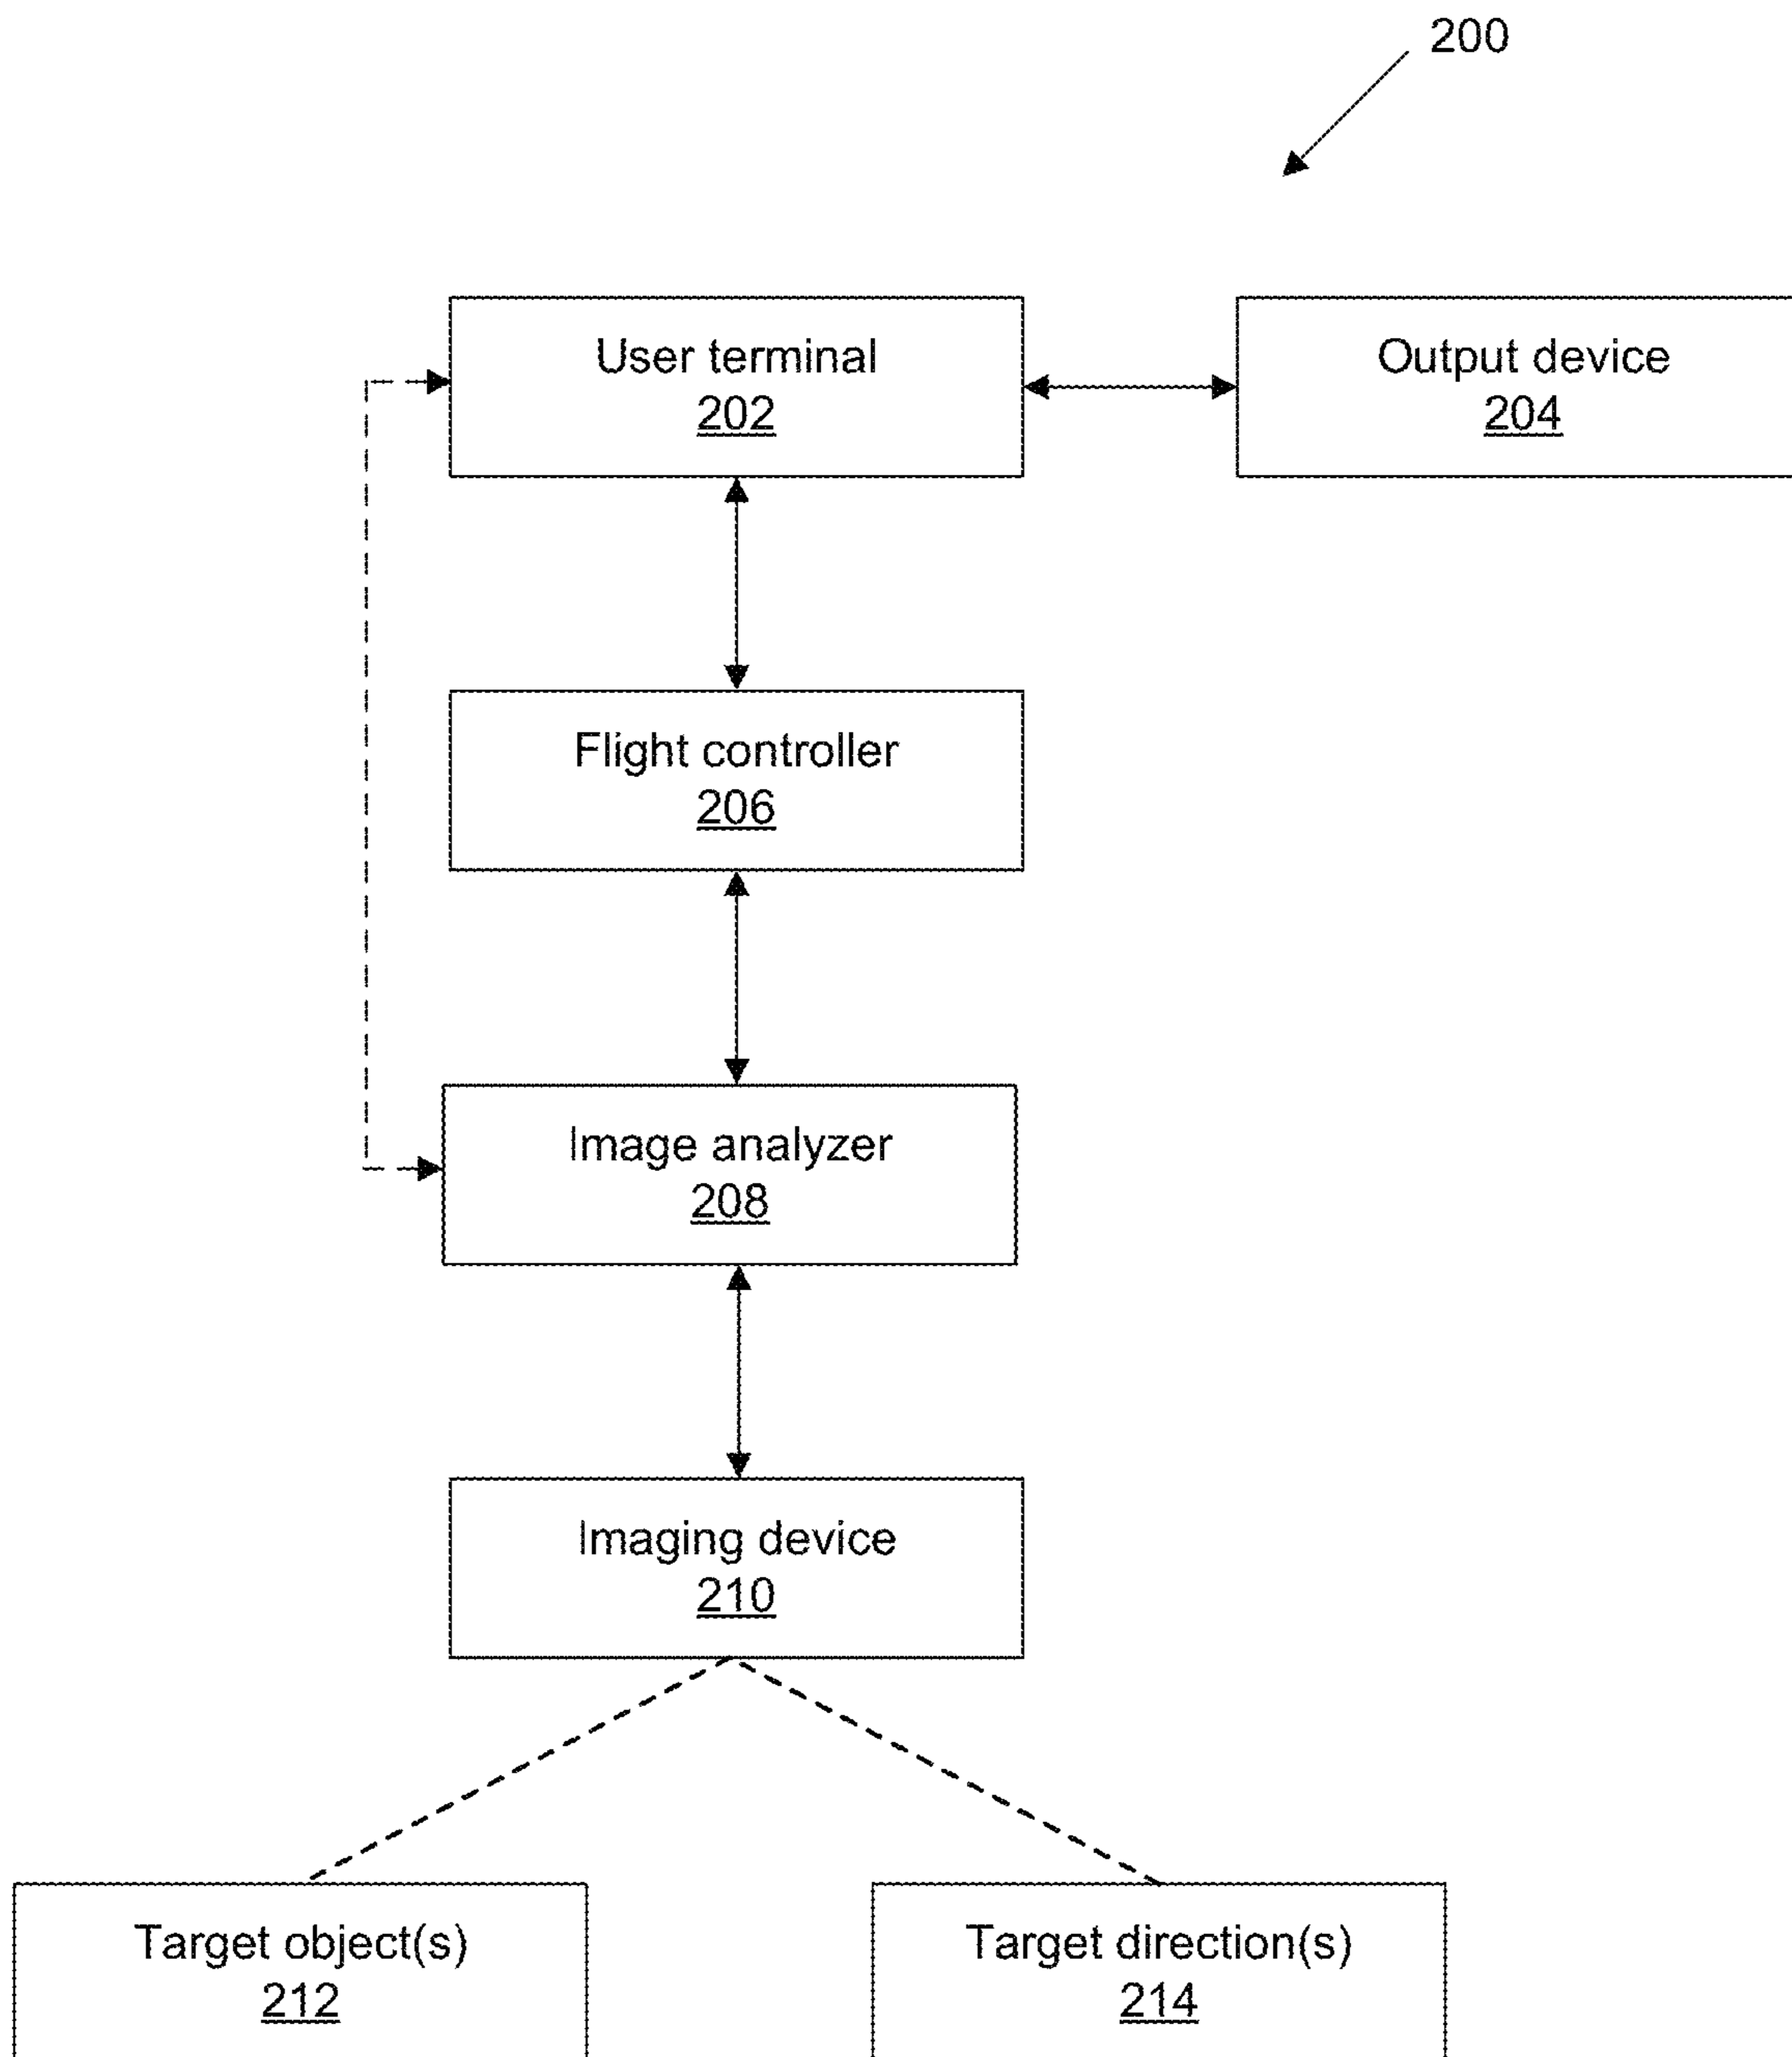 200
User terminal
202
Output device
204
Flight controller
206
Image analyzer
208
Imaging device
210
Target object(s)
212
Target direction(s)
214